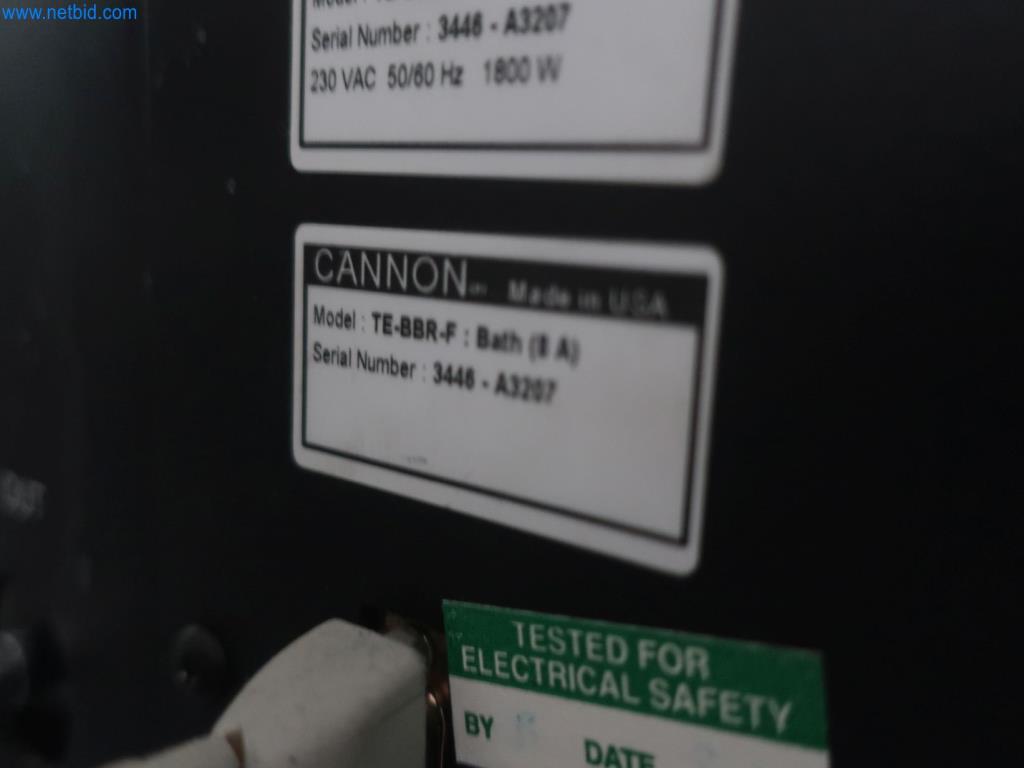 www.netbid.com
Serial Number : 3446 - A3207
230 VAC 50/60 Hz 1800 W
CANNON Made in USA
Model : TE-BBR-F : Bath (8 A)
Serial Number : 3446 - A3207
OUT
TESTED FOR
ELECTRICAL SAFETY
BY
DATE